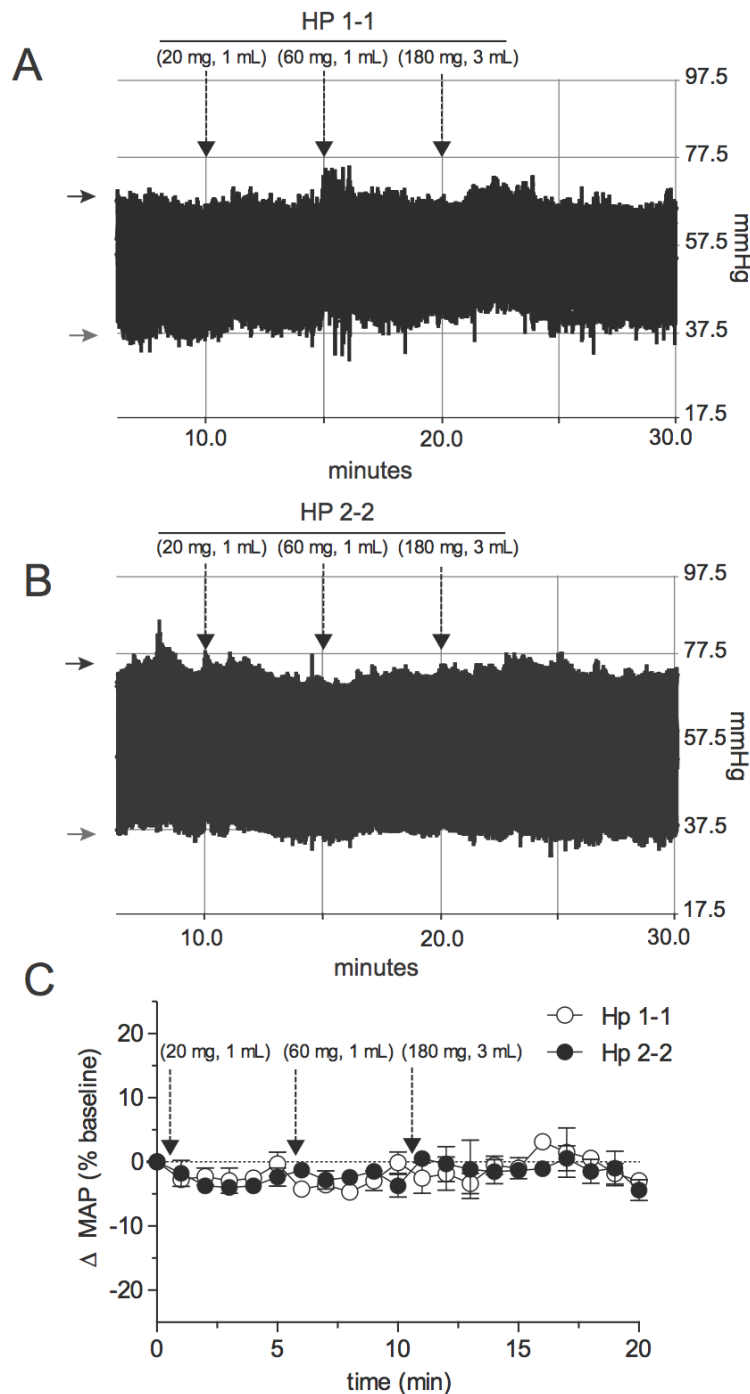 HP 1-1
A
(20 mg, 1 mL) (60 mg, 1 mL) (180 mg, 3 mL)
97.5
77.5
57.5
mmHg
37.5
17.5
10.0 20.0 30.0
minutes
HP 2-2
B
(20 mg, 1 mL) (60 mg, 1 mL) (180 mg, 3 mL)
97.5
77.5
57.5
mmHg
37.5
17.5
10.0 20.0 30.0
minutes
C
Hp 1-1
Hp 2-2
(20 mg, 1 mL) (60 mg, 1 mL) (180 mg, 3 mL)
20
10
0
-10
-20
Δ MAP (% baseline)
0 5 10 15 20
time (min)